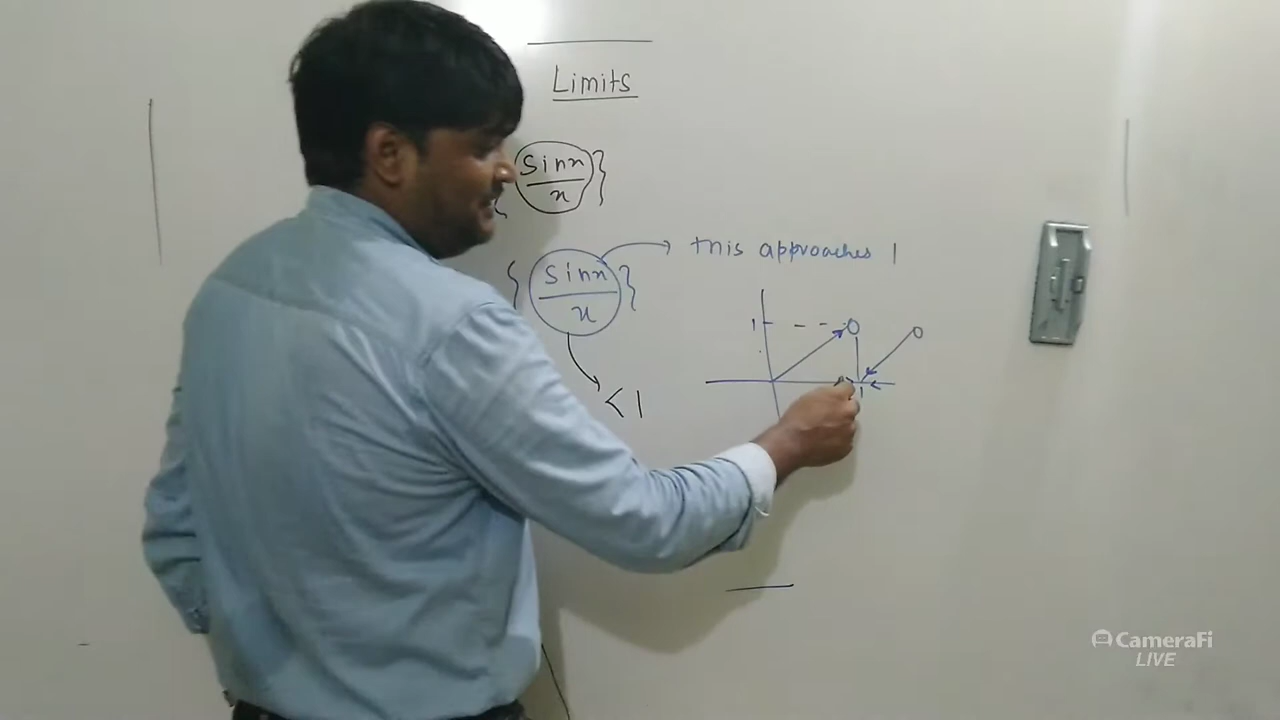 Limits
sinx
x }
{ sinx
x } → this approaches 1
1
1
< 1
CameraFi
LIVE